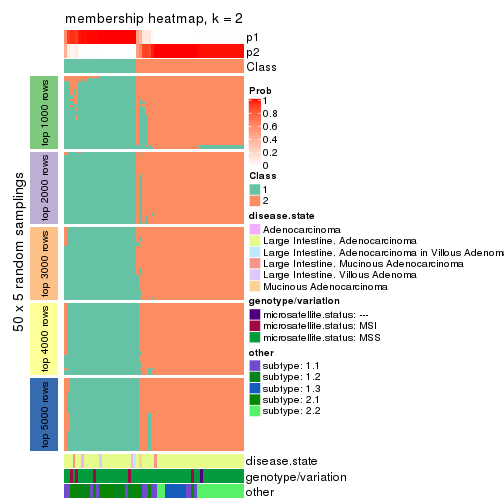 membership heatmap, k = 2
p1
p2
Class
50 x 5 random samplings
top 1000 rows
top 2000 rows
top 3000 rows
top 4000 rows
top 5000 rows
disease.state
genotype/variation
other
Prob
1
0.8
0.6
0.4
0.2
0
Class
1
2
disease.state
Adenocarcinoma
Large Intestine. Adenocarcinoma
Large Intestine. Adenocarcinoma in Villous Adenom
Large Intestine. Mucinous Adenocarcinoma
Large Intestine. Villous Adenoma
Mucinous Adenocarcinoma
genotype/variation
microsatellite.status: ---
microsatellite.status: MSI
microsatellite.status: MSS
other
subtype: 1.1
subtype: 1.2
subtype: 1.3
subtype: 2.1
subtype: 2.2